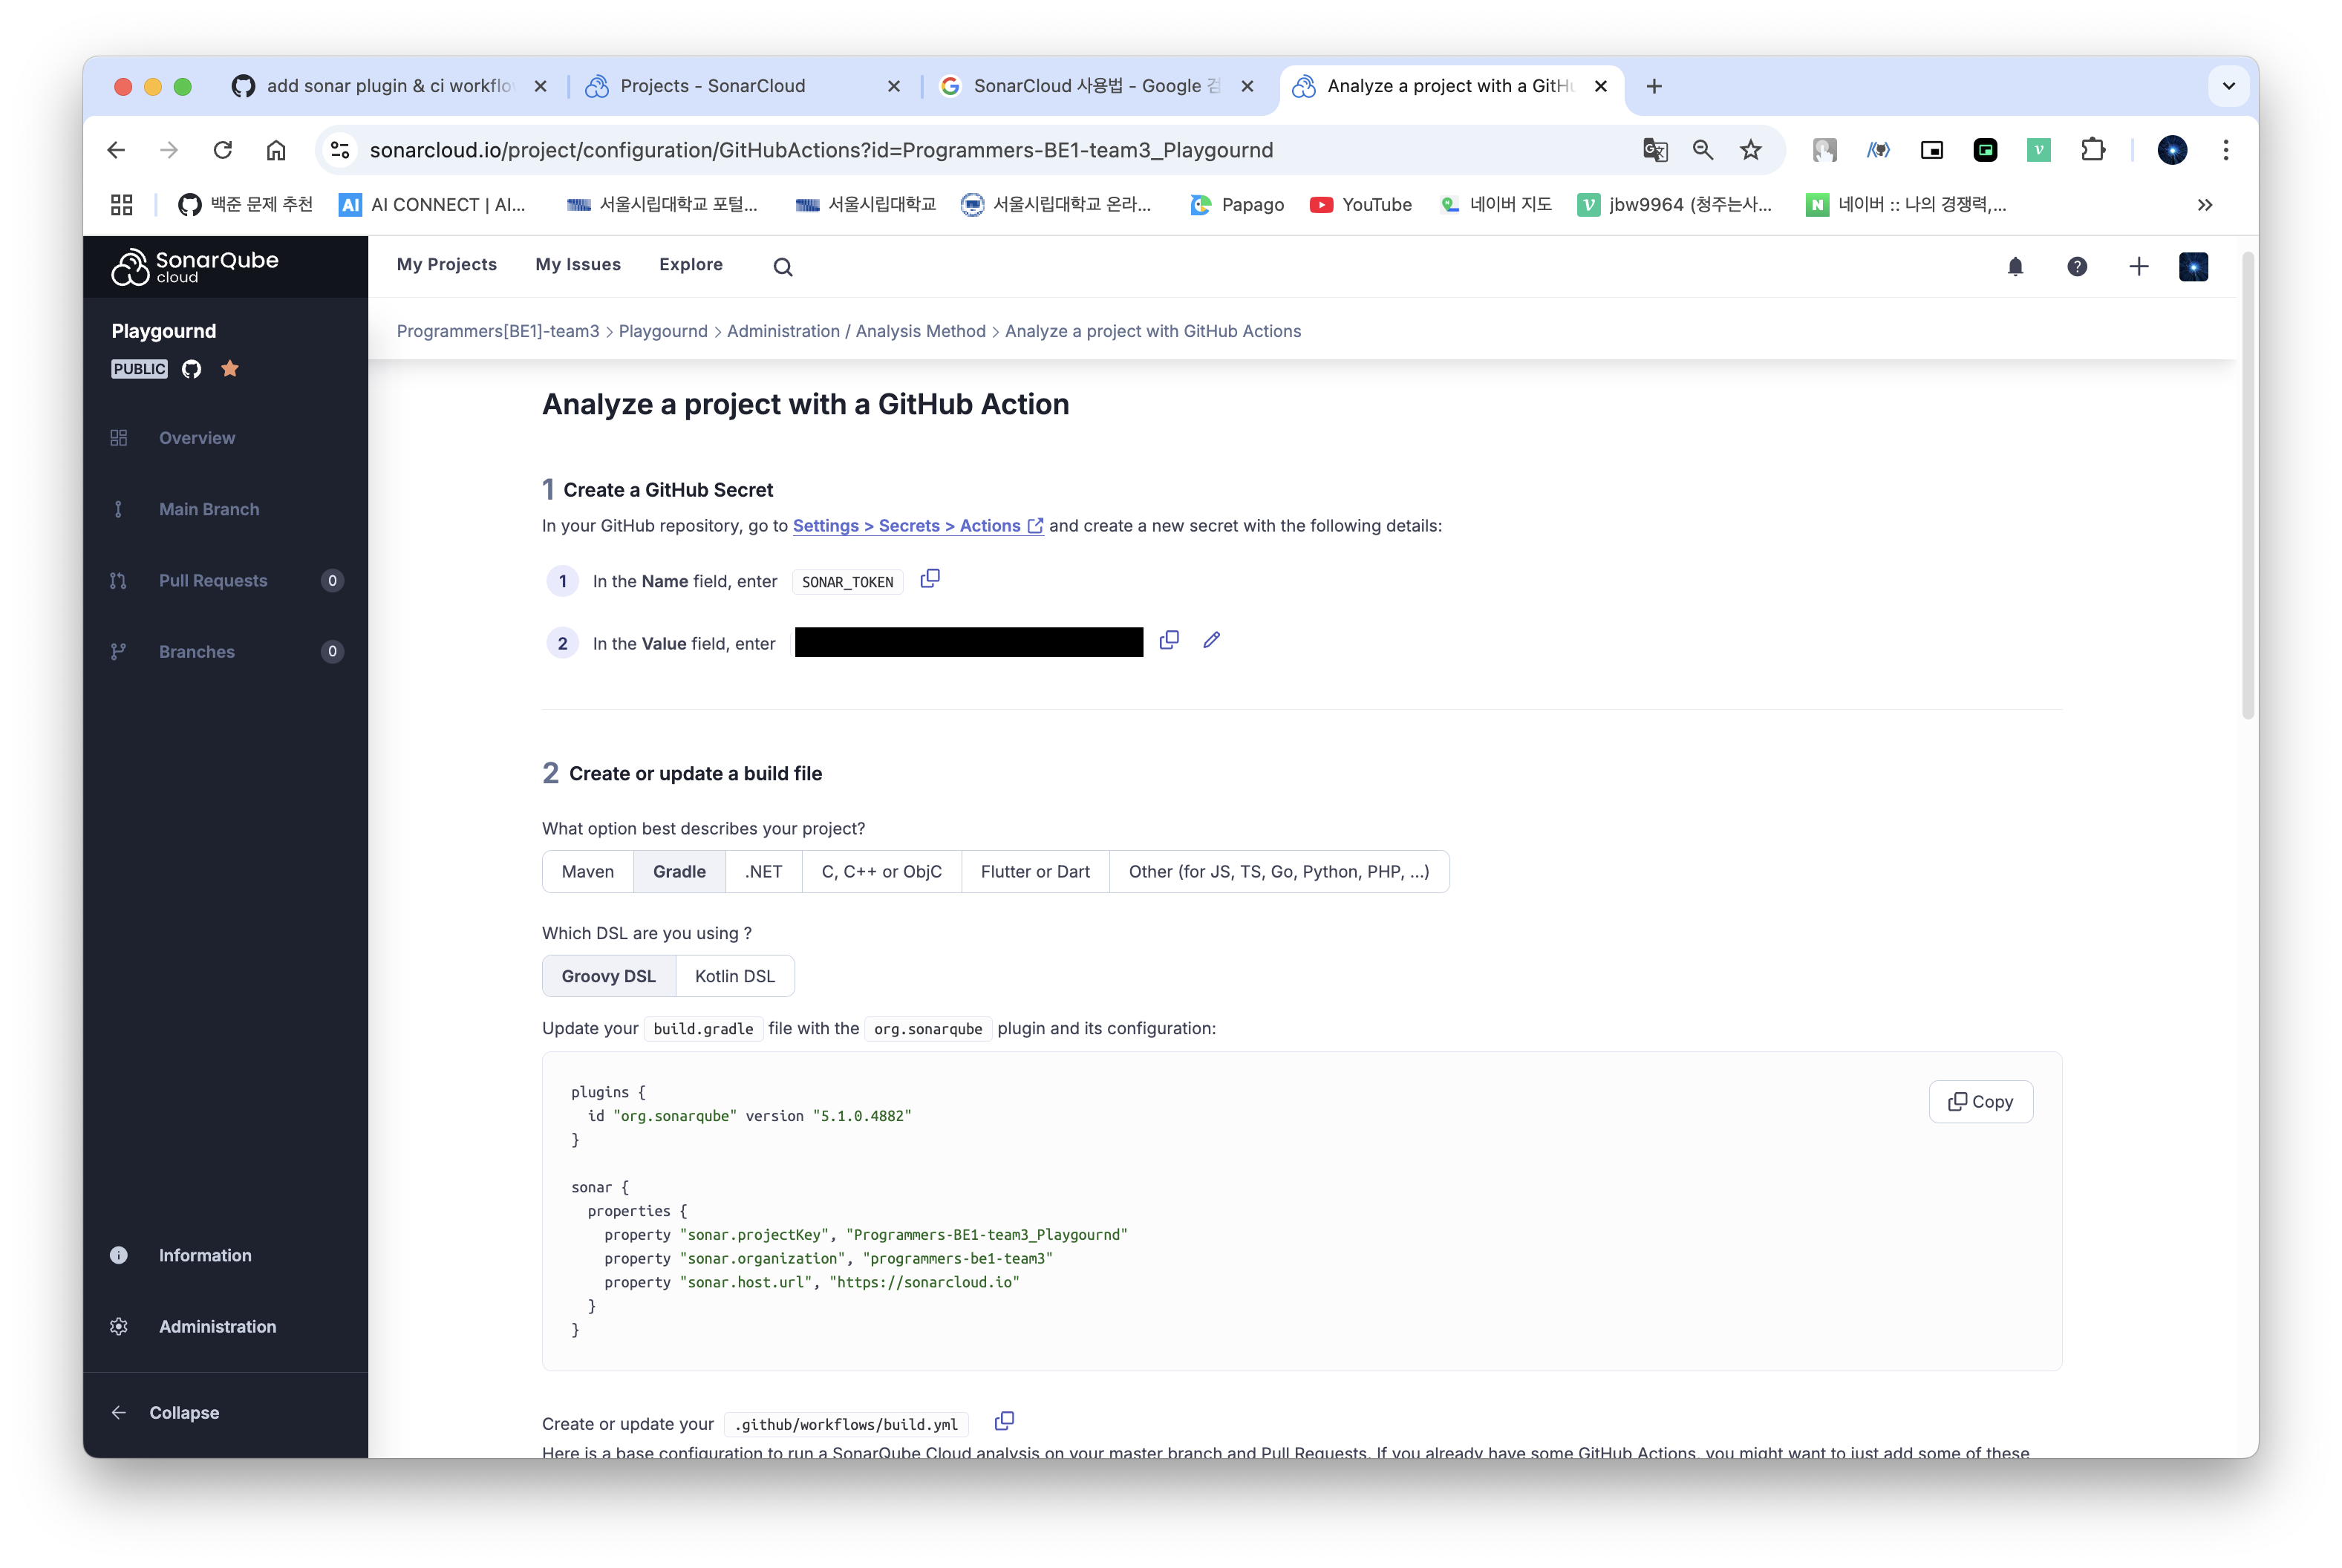 add sonar plugin & ci workflo
Projects - SonarCloud
SonarCloud 사용법 - Google 검
Analyze a project with a GitHu
sonarcloud.io/project/configuration/GitHubActions?id=Programmers-BE1-team3_Playgournd
백준 문제 추천
AI CONNECT | AI...
서울시립대학교 포털...
서울시립대학교
서울시립대학교 온라...
Papago
YouTube
네이버 지도
jbw9964 (청주는사...
네이버 :: 나의 경쟁력,...
SonarQube
cloud
My Projects
My Issues
Explore
Playgournd
PUBLIC
Overview
Main Branch
Pull Requests 0
Branches 0
Information
Administration
Collapse
Programmers[BE1]-team3 > Playgournd > Administration / Analysis Method > Analyze a project with GitHub Actions
Analyze a project with a GitHub Action
1 Create a GitHub Secret
In your GitHub repository, go to Settings > Secrets > Actions and create a new secret with the following details:
1 In the Name field, enter SONAR_TOKEN
2 In the Value field, enter
2 Create or update a build file
What option best describes your project?
Maven Gradle .NET C, C++ or ObjC Flutter or Dart Other (for JS, TS, Go, Python, PHP, ...)
Which DSL are you using ?
Groovy DSL Kotlin DSL
Update your build.gradle file with the org.sonarqube plugin and its configuration:
Copy
plugins {
id "org.sonarqube" version "5.1.0.4882"
}
sonar {
properties {
property "sonar.projectKey", "Programmers-BE1-team3_Playgournd"
property "sonar.organization", "programmers-be1-team3"
property "sonar.host.url", "https://sonarcloud.io"
}
}
Create or update your .github/workflows/build.yml
Here is a base configuration to run a SonarQube Cloud analysis on your master branch and Pull Requests. If you already have some GitHub Actions, you might want to just add some of these